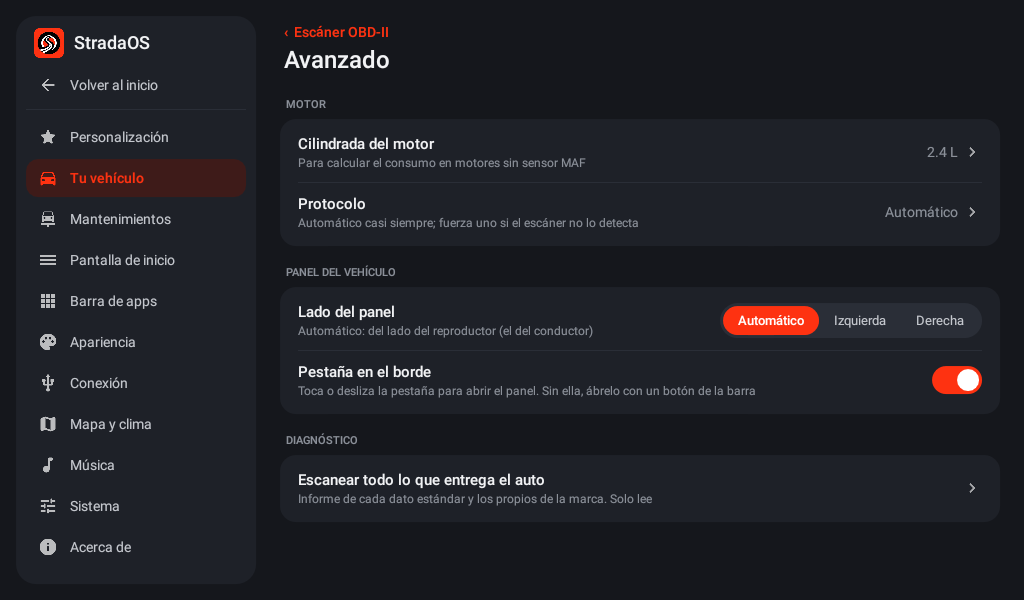 StradaOS
Volver al inicio
Personalización
Tu vehículo
Mantenimientos
Pantalla de inicio
Barra de apps
Apariencia
Conexión
Mapa y clima
Música
Sistema
Acerca de
‹ Escáner OBD-II
Avanzado
MOTOR
Cilindrada del motor
Para calcular el consumo en motores sin sensor MAF
2.4 L
Protocolo
Automático casi siempre; fuerza uno si el escáner no lo detecta
Automático
PANEL DEL VEHÍCULO
Lado del panel
Automático: del lado del reproductor (el del conductor)
Automático Izquierda Derecha
Pestaña en el borde
Toca o desliza la pestaña para abrir el panel. Sin ella, ábrelo con un botón de la barra
DIAGNÓSTICO
Escanear todo lo que entrega el auto
Informe de cada dato estándar y los propios de la marca. Solo lee